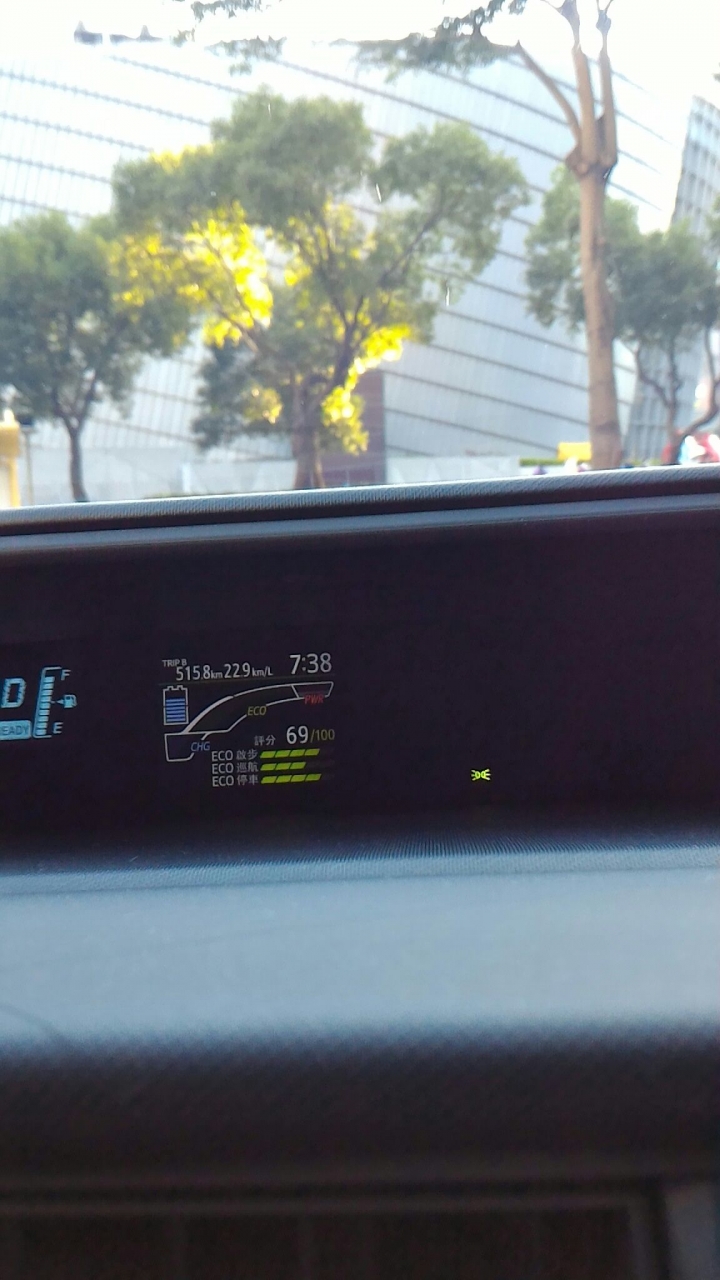 TRIP B
515.8km 22.9km/L 7:38
D F
READY E
PWR
ECO
CHG
評分 69/100
ECO 啟步
ECO 巡航
ECO 停車